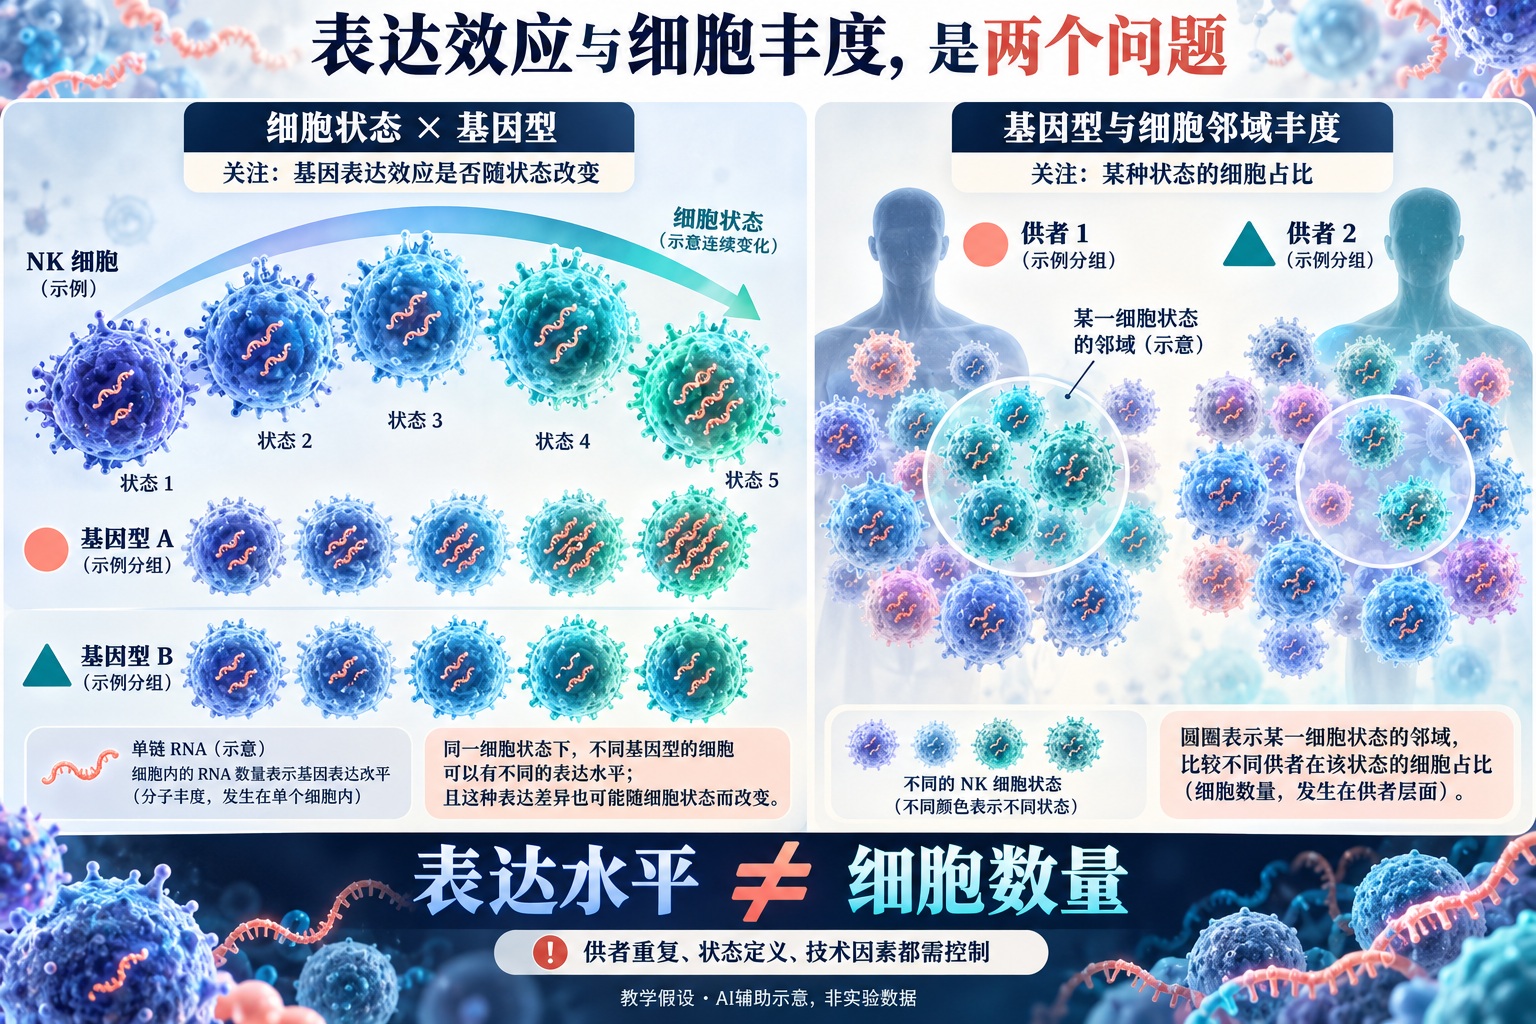 表达效应与细胞丰度，是两个问题
细胞状态 × 基因型
关注：基因表达效应是否随状态改变
NK 细胞
（示例）
细胞状态
（示意连续变化）
状态 1
状态 2
状态 3
状态 4
状态 5
基因型 A
（示例分组）
基因型 B
（示例分组）
单链 RNA（示意）
细胞内的 RNA 数量表示基因表达水平
（分子丰度，发生在单个细胞内）
同一细胞状态下，不同基因型的细胞
可以有不同的表达水平；
且这种表达差异也可能随细胞状态而改变。
基因型与细胞邻域丰度
关注：某种状态的细胞占比
供者 1
（示例分组）
供者 2
（示例分组）
某一细胞状态
的邻域（示意）
不同的 NK 细胞状态
（不同颜色表示不同状态）
圆圈表示某一细胞状态的邻域，
比较不同供者在该状态的细胞占比
（细胞数量，发生在供者层面）。
表达水平 ≠ 细胞数量
! 供者重复、状态定义、技术因素都需控制
教学假设・AI辅助示意，非实验数据